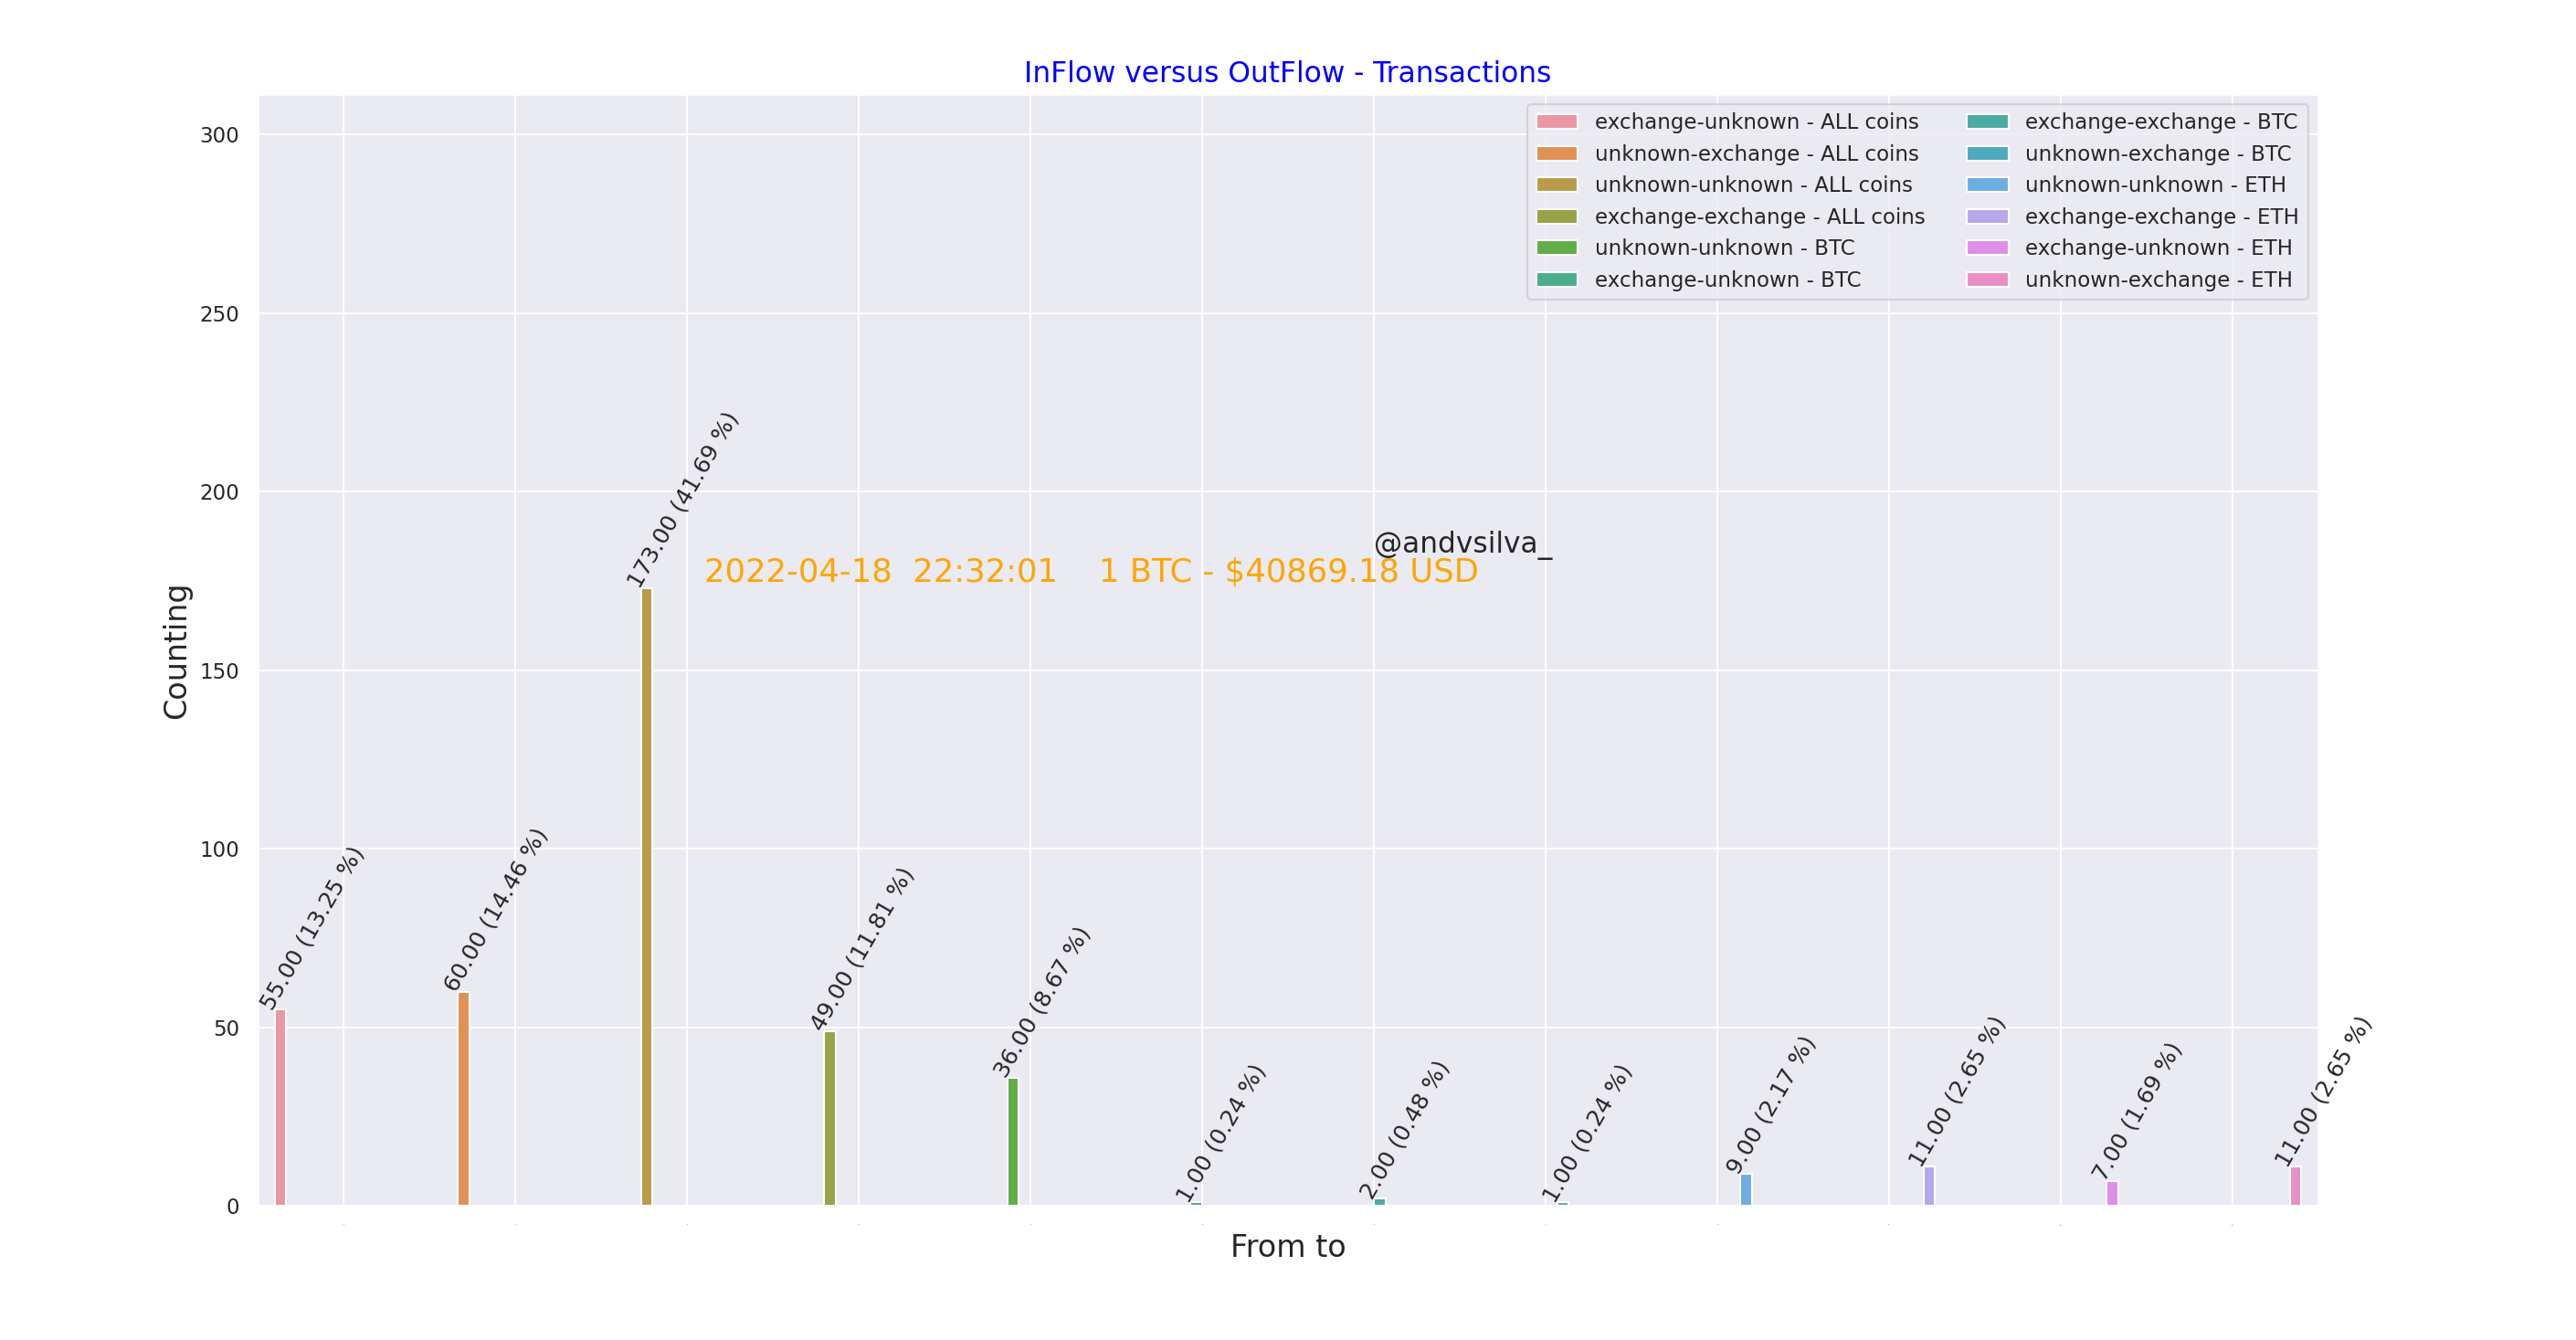 InFlow versus OutFlow - Transactions
exchange-unknown - ALL coins
unknown-exchange - ALL coins
unknown-unknown - ALL coins
exchange-exchange - ALL coins
unknown-unknown - BTC
exchange-unknown - BTC
exchange-exchange - BTC
unknown-exchange - BTC
unknown-unknown - ETH
exchange-exchange - ETH
exchange-unknown - ETH
unknown-exchange - ETH
Counting
300
250
200
150
100
50
0
@andvsilva_
2022-04-18 22:32:01 1 BTC - $40869.18 USD
55.00 (13.25 %)
60.00 (14.46 %)
173.00 (41.69 %)
49.00 (11.81 %)
36.00 (8.67 %)
1.00 (0.24 %)
2.00 (0.48 %)
1.00 (0.24 %)
9.00 (2.17 %)
11.00 (2.65 %)
7.00 (1.69 %)
11.00 (2.65 %)
From to